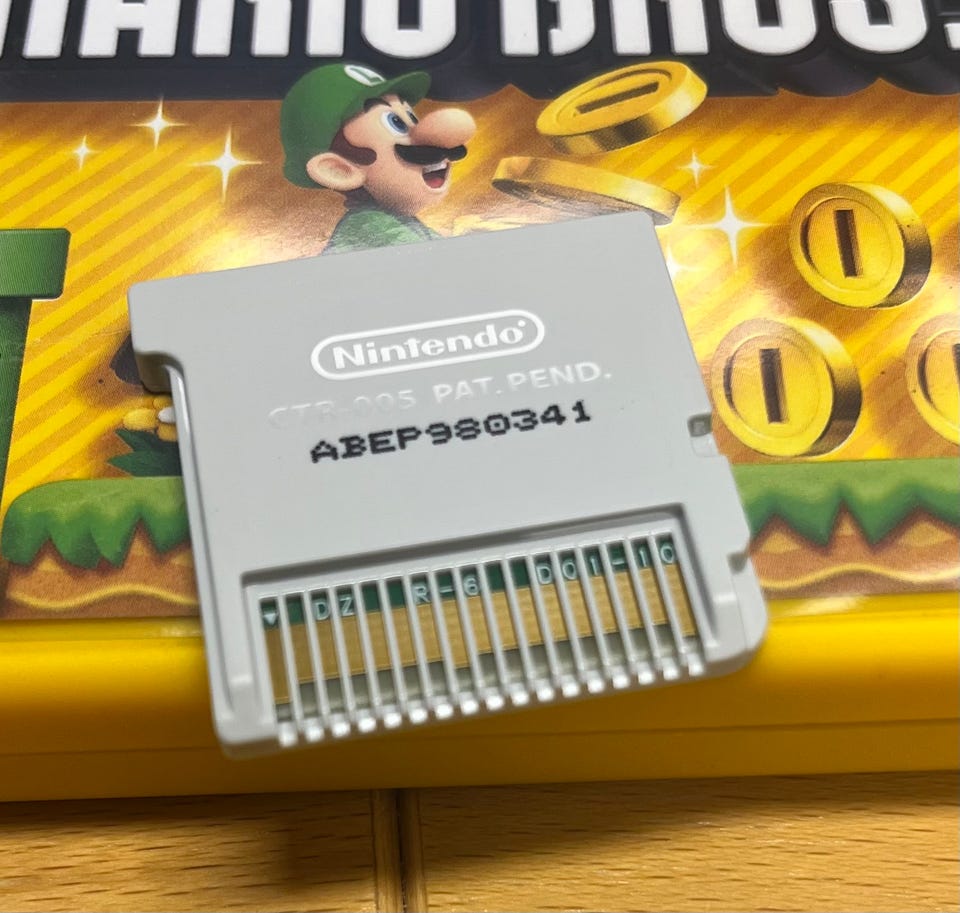 MARIO BROS.
L
Nintendo®
CTR-005 PAT. PEND.
ABEP980341
▼ DZ R-6 D01-10